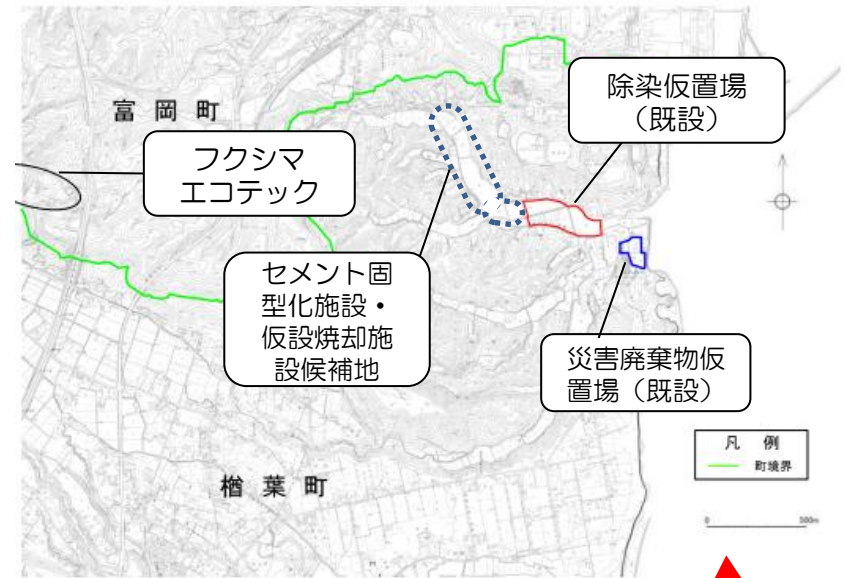 富岡町
除染仮置場
（既設）
フクシマ
エコテック
セメント固
型化施設・
仮設焼却施
設候補地
災害廃棄物仮
置場（既設）
凡 例
町境界
楢葉町
0 500m